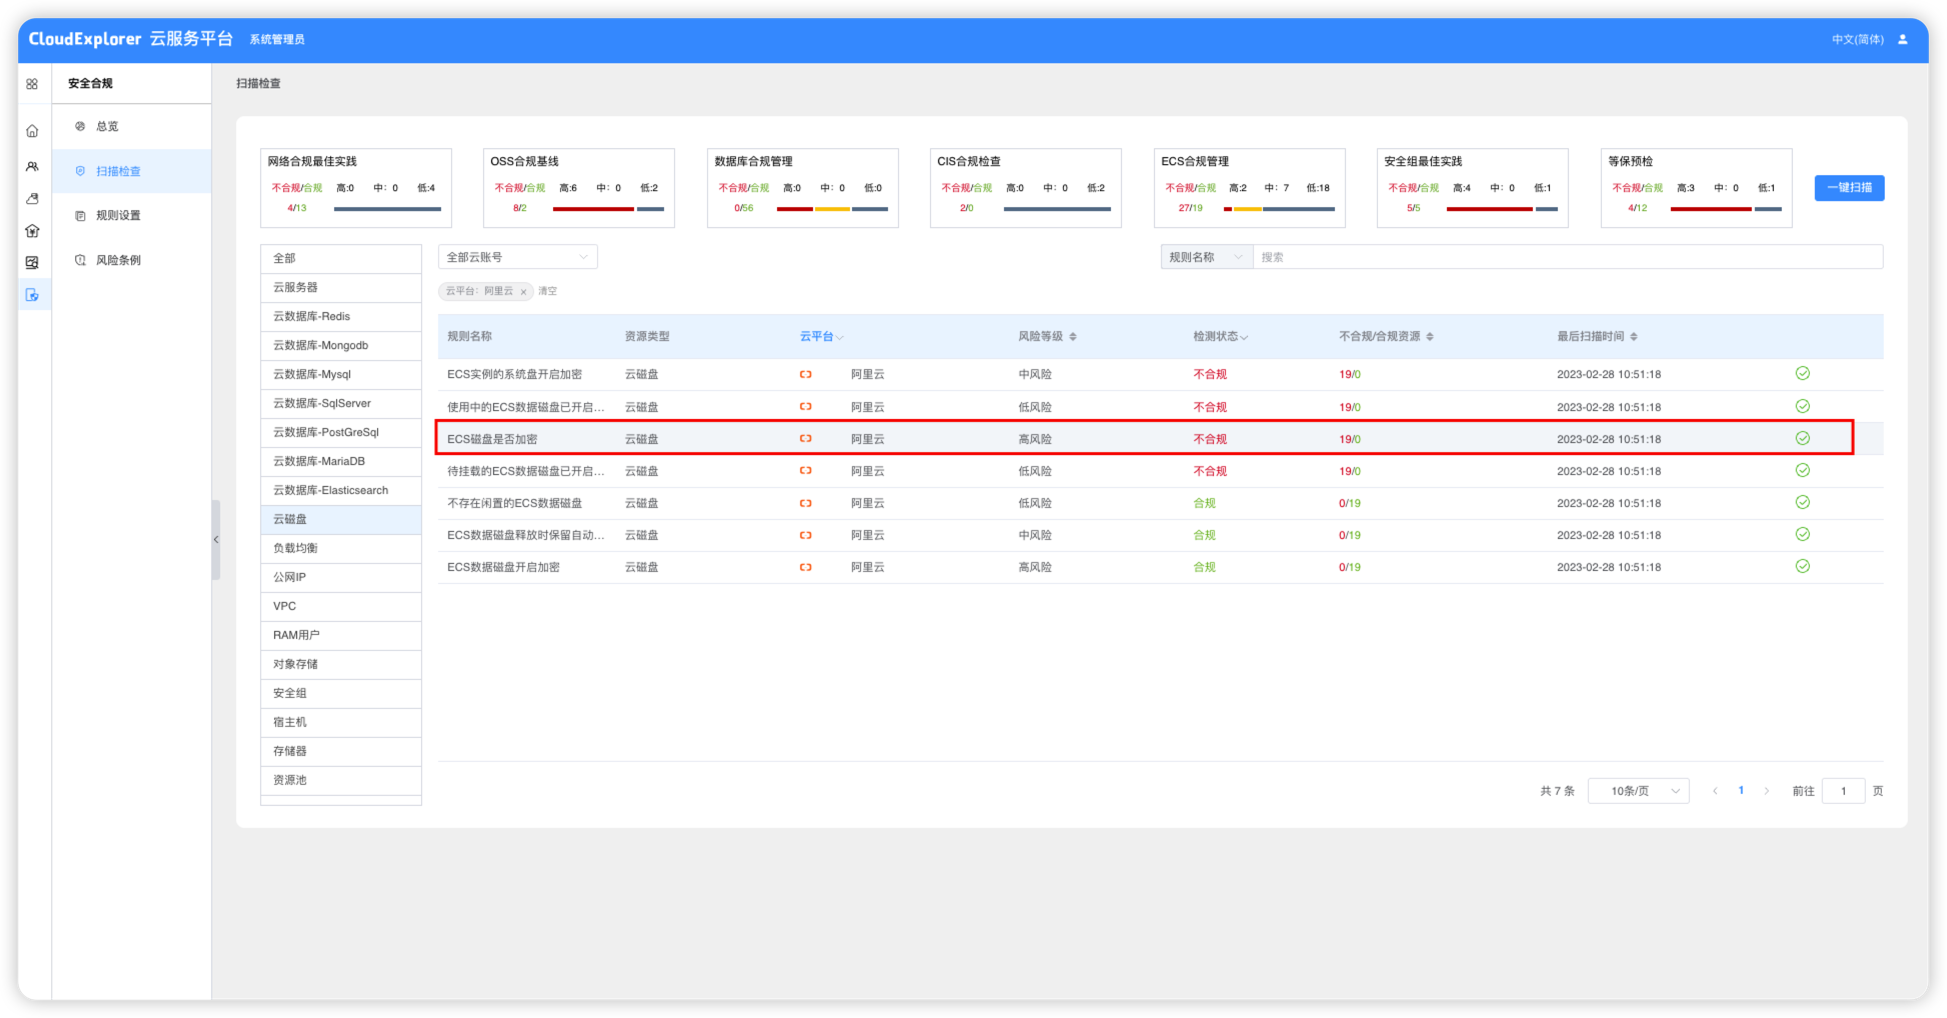 CloudExplorer 云服务平台 系统管理员 中文(简体)
安全合规
总览
扫描检查
规则设置
风险条例
扫描检查
网络合规最佳实践
不合规/合规 高:0 中: 0 低:4
4/13
OSS合规基线
不合规/合规 高:6 中: 0 低:2
8/2
数据库合规管理
不合规/合规 高:0 中: 0 低:0
0/56
CIS合规检查
不合规/合规 高:0 中: 0 低:2
2/0
ECS合规管理
不合规/合规 高:2 中: 7 低:18
27/19
安全组最佳实践
不合规/合规 高:4 中: 0 低:1
5/5
等保预检
不合规/合规 高:3 中: 0 低:1
4/12
一键扫描
全部
云服务器
云数据库-Redis
云数据库-Mongodb
云数据库-Mysql
云数据库-SqlServer
云数据库-PostGreSql
云数据库-MariaDB
云数据库-Elasticsearch
云磁盘
负载均衡
公网IP
VPC
RAM用户
对象存储
安全组
宿主机
存储器
资源池
全部云账号
规则名称 搜索
云平台: 阿里云 × 清空
规则名称 资源类型 云平台 风险等级 检测状态 不合规/合规资源 最后扫描时间
ECS实例的系统盘开启加密 云磁盘 阿里云 中风险 不合规 19/0 2023-02-28 10:51:18
使用中的ECS数据磁盘已开启... 云磁盘 阿里云 低风险 不合规 19/0 2023-02-28 10:51:18
ECS磁盘是否加密 云磁盘 阿里云 高风险 不合规 19/0 2023-02-28 10:51:18
待挂载的ECS数据磁盘已开启... 云磁盘 阿里云 低风险 不合规 19/0 2023-02-28 10:51:18
不存在闲置的ECS数据磁盘 云磁盘 阿里云 低风险 合规 0/19 2023-02-28 10:51:18
ECS数据磁盘释放时保留自动... 云磁盘 阿里云 中风险 合规 0/19 2023-02-28 10:51:18
ECS数据磁盘开启加密 云磁盘 阿里云 高风险 合规 0/19 2023-02-28 10:51:18
共 7 条 10条/页 1 前往 1 页